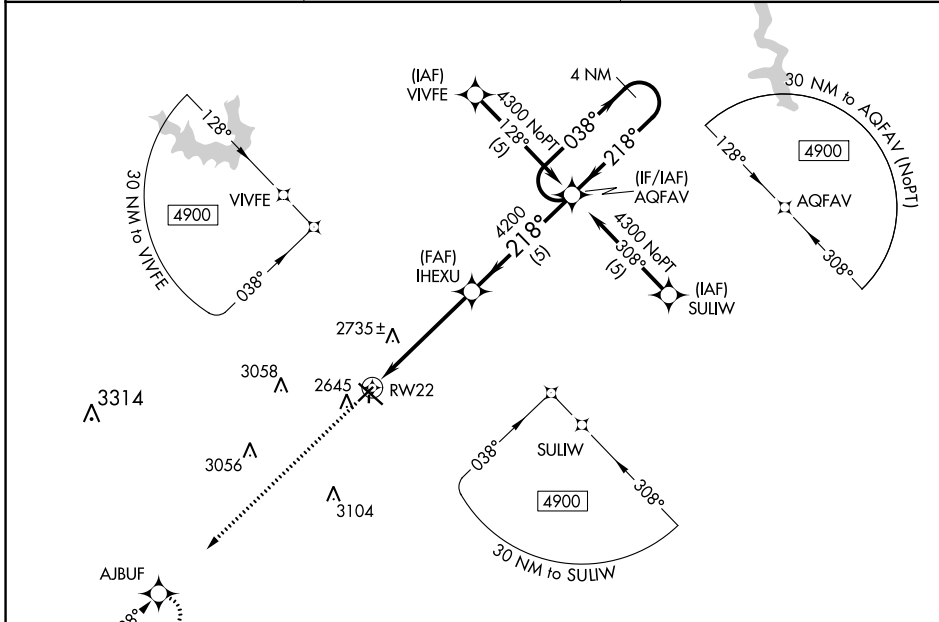 (IAF)
VIVFE
4300 NoPT
128°
(5)
4 NM
038°
218°
(IF/IAF)
AQFAV
30 NM to AQFAV (NoPT)
4900
128°
AQFAV
308°
128°
VIVFE
4900
30 NM to VIVFE
038°
4200
218°
(5)
(FAF)
IHEXU
4300 NoPT
308°
(5)
(IAF)
SULIW
2735±
3058
2645
RW22
3314
3056
3104
038°
SULIW
308°
4900
30 NM to SULIW
AJBUF